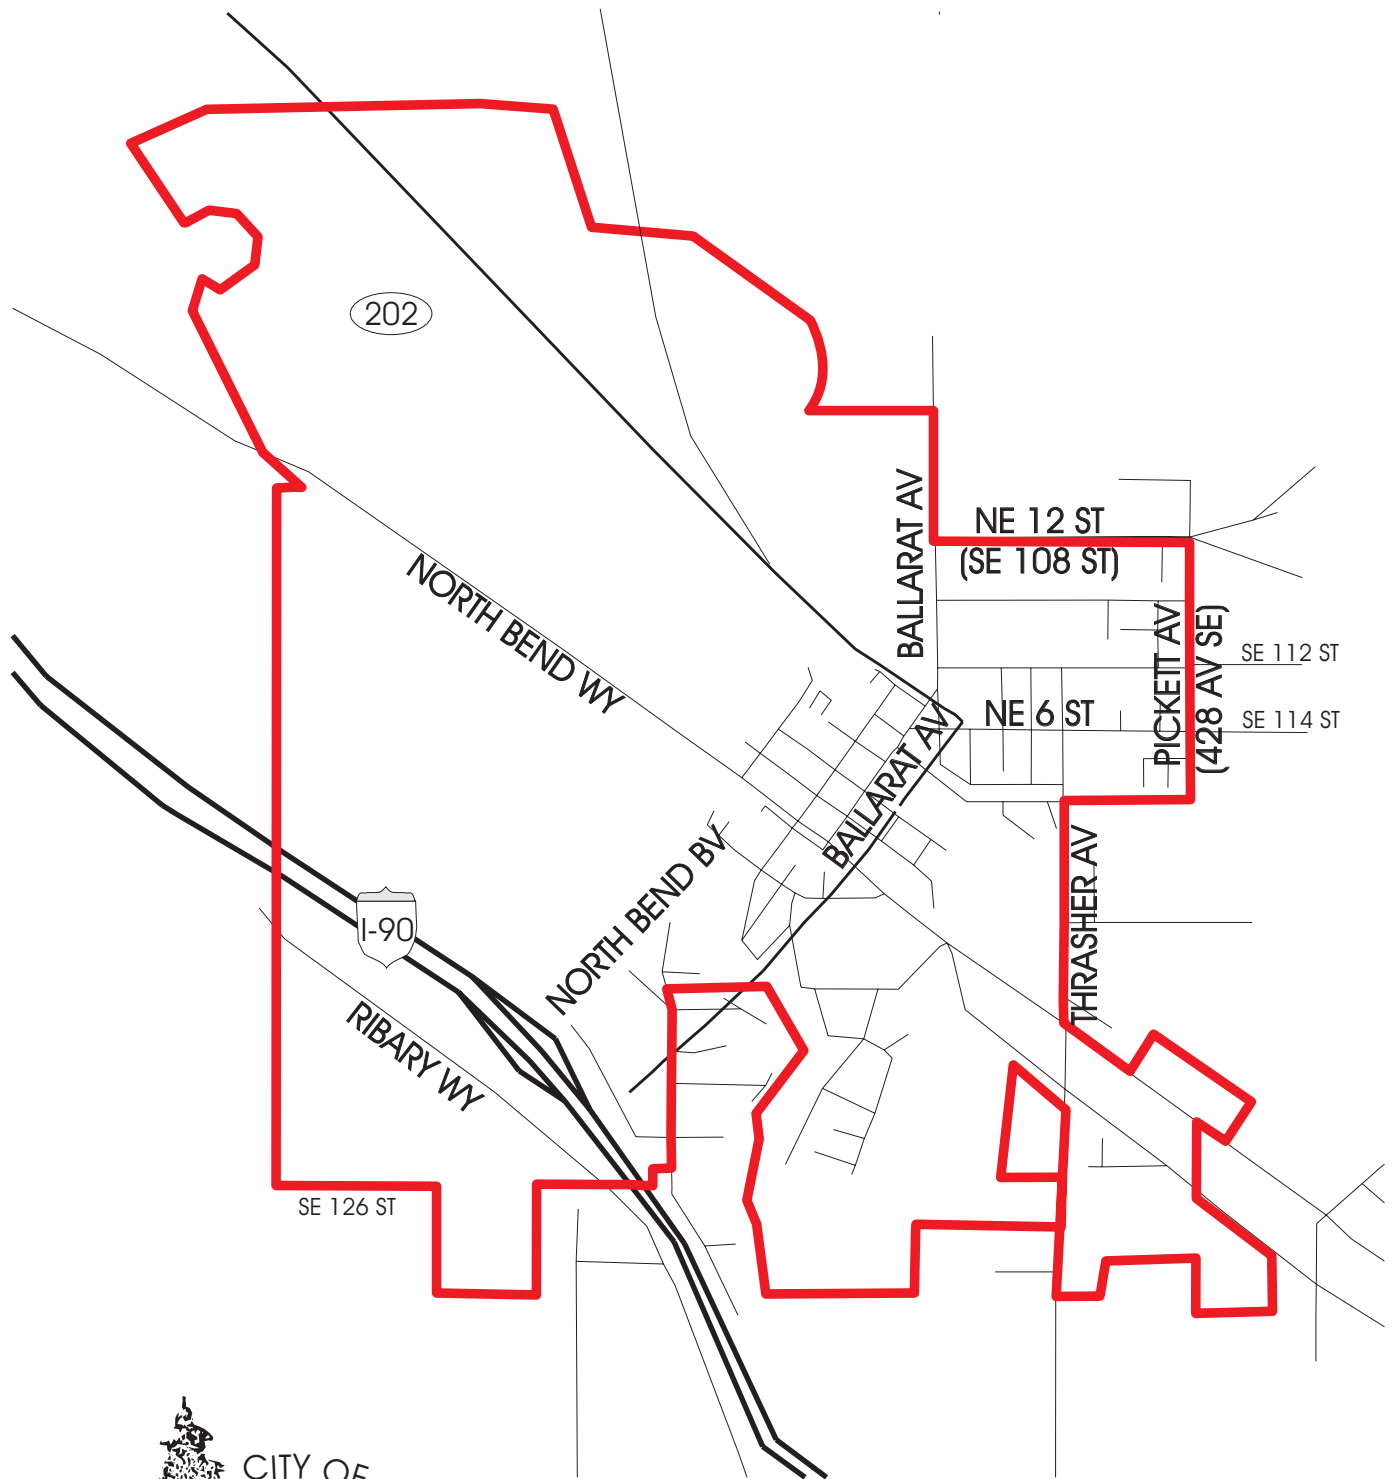 202
BALLARAT AV
NE 12 ST
(SE 108 ST)
NORTH BEND WY
PICKETT AV
(428 AV SE)
SE 112 ST
NE 6 ST
SE 114 ST
BALLARAT AV
NORTH BEND BV
THRASHER AV
I-90
RIBARY WY
SE 126 ST
CITY OF